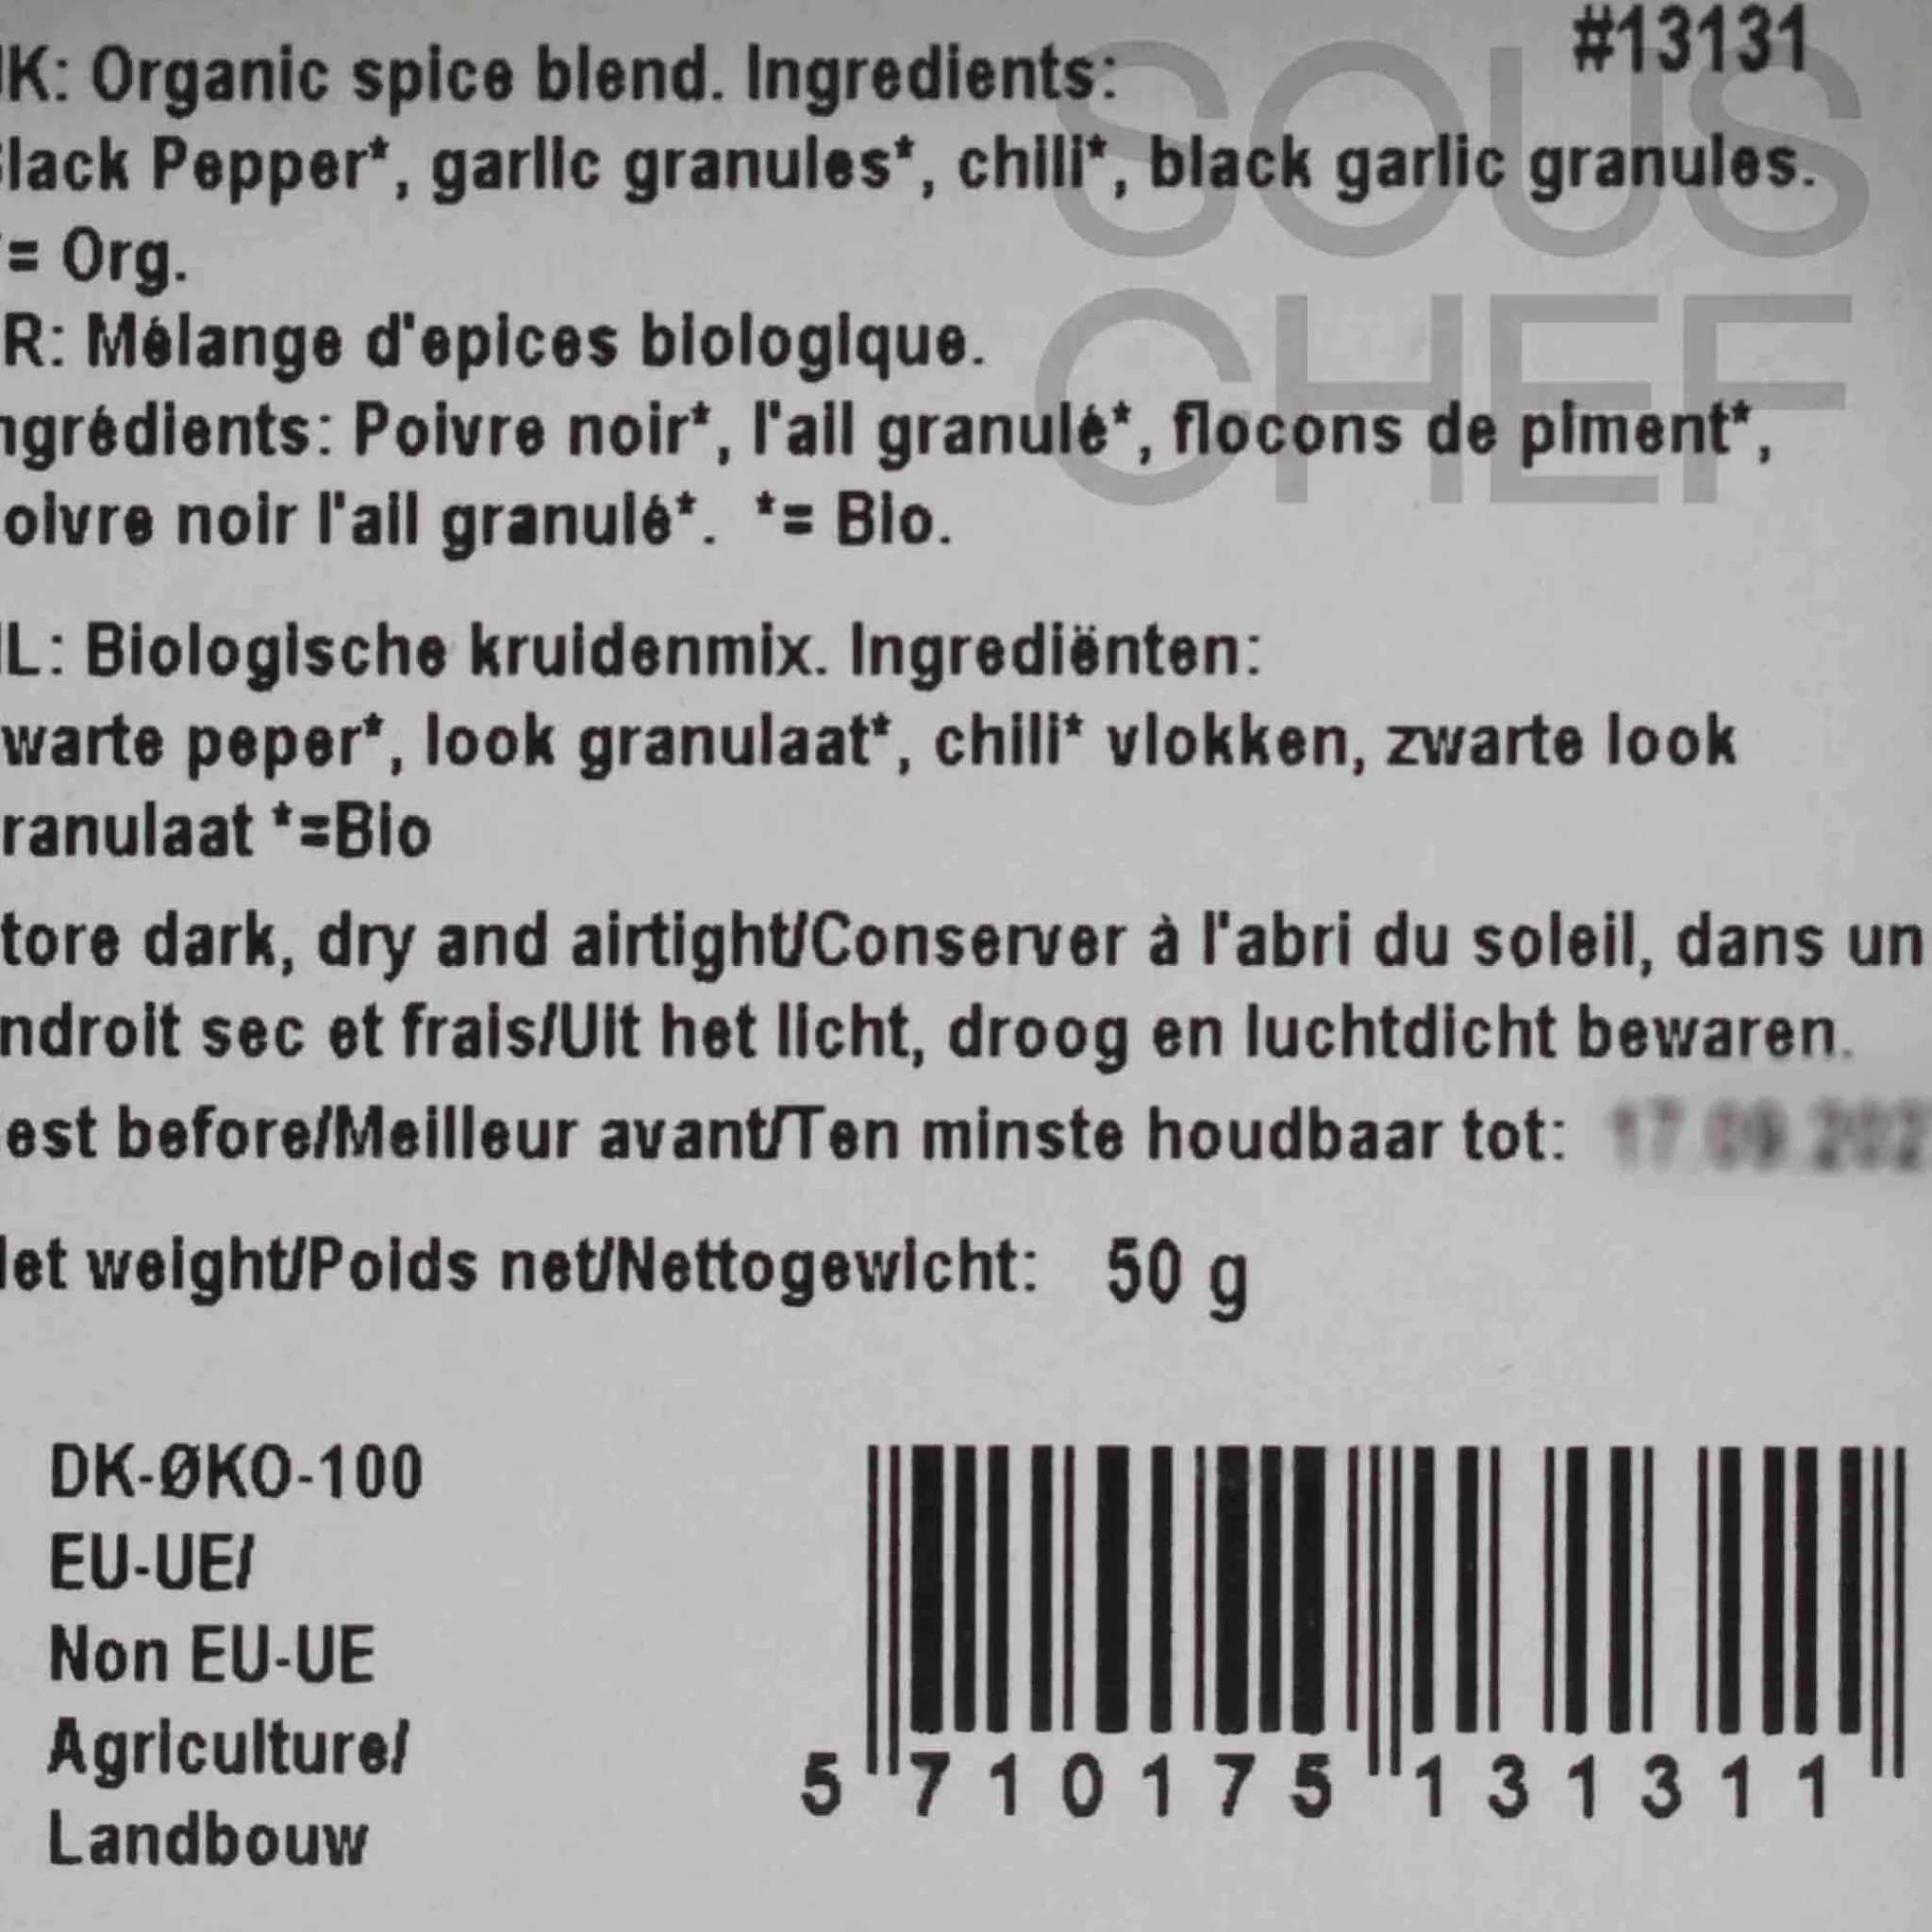 #13131
SOUS
CHEF
K: Organic spice blend. Ingredients:
lack Pepper*, garlic granules*, chili*, black garlic granules.
*= Org.
R: Mélange d'epices biologique.
ngrédients: Poivre noir*, l'ail granulé*, flocons de piment*,
oivre noir l'ail granulé*. *= Bio.
L: Biologische kruidenmix. Ingrediënten:
warte peper*, look granulaat*, chili* vlokken, zwarte look
ranulaat *=Bio
tore dark, dry and airtight/Conserver à l'abri du soleil, dans un
ndroit sec et frais/Uit het licht, droog en luchtdicht bewaren.
est before/Meilleur avant/Ten minste houdbaar tot:
et weight/Poids net/Nettogewicht: 50 g
DK-ØKO-100
EU-UE/
Non EU-UE
Agriculture/
Landbouw
5 710175 131311